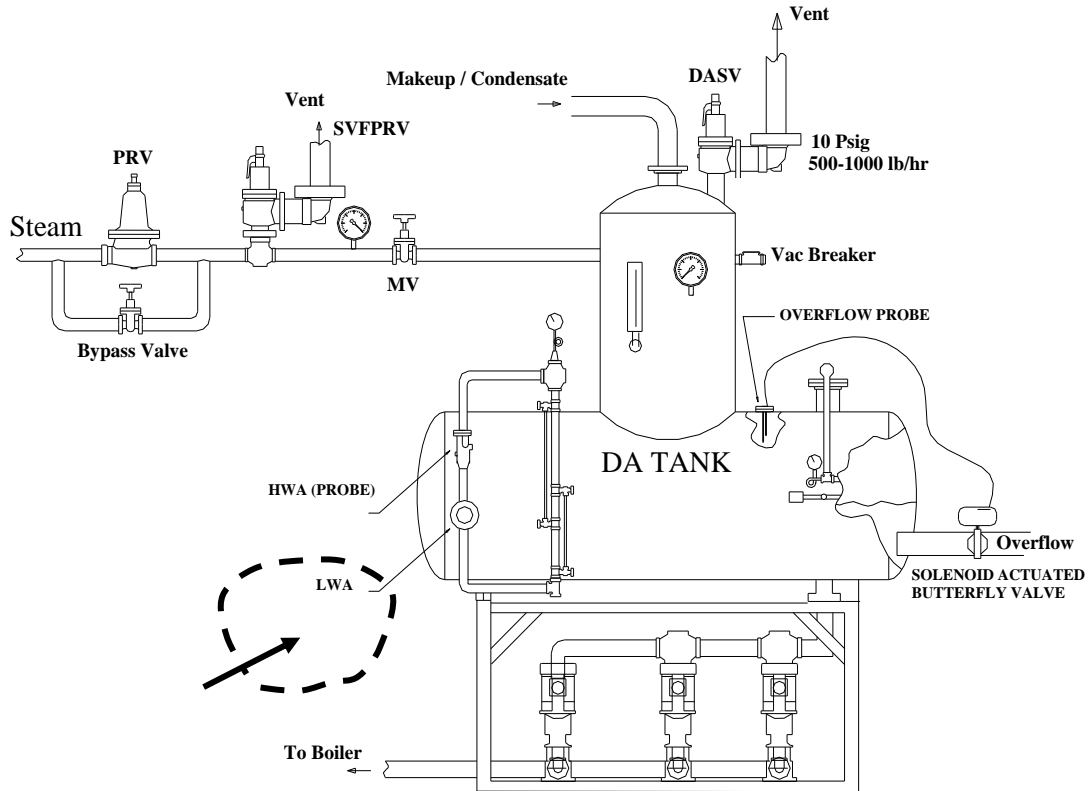 Vent
Makeup / Condensate
DASV
Vent
SVFPRV
PRV
10 Psig
500-1000 lb/hr
Steam
Vac Breaker
MV
OVERFLOW PROBE
Bypass Valve
DA TANK
HWA (PROBE)
Overflow
LWA
SOLENOID ACTUATED
BUTTERFLY VALVE
To Boiler